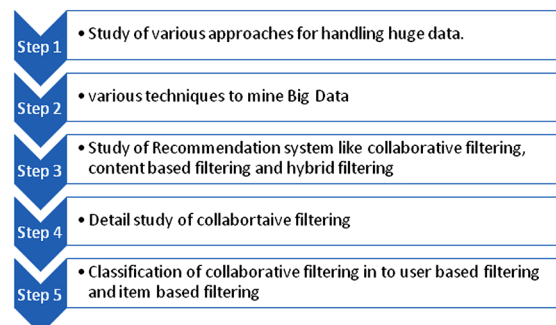 Step 1
• Study of various approaches for handling huge data.
Step 2
• various techniques to mine Big Data
Step 3
• Study of Recommendation system like collaborative filtering,
content based filtering and hybrid filtering
Step 4
• Detail study of collabortaive filtering
Step 5
• Classification of collaborative filtering in to user based filtering
and item based filtering